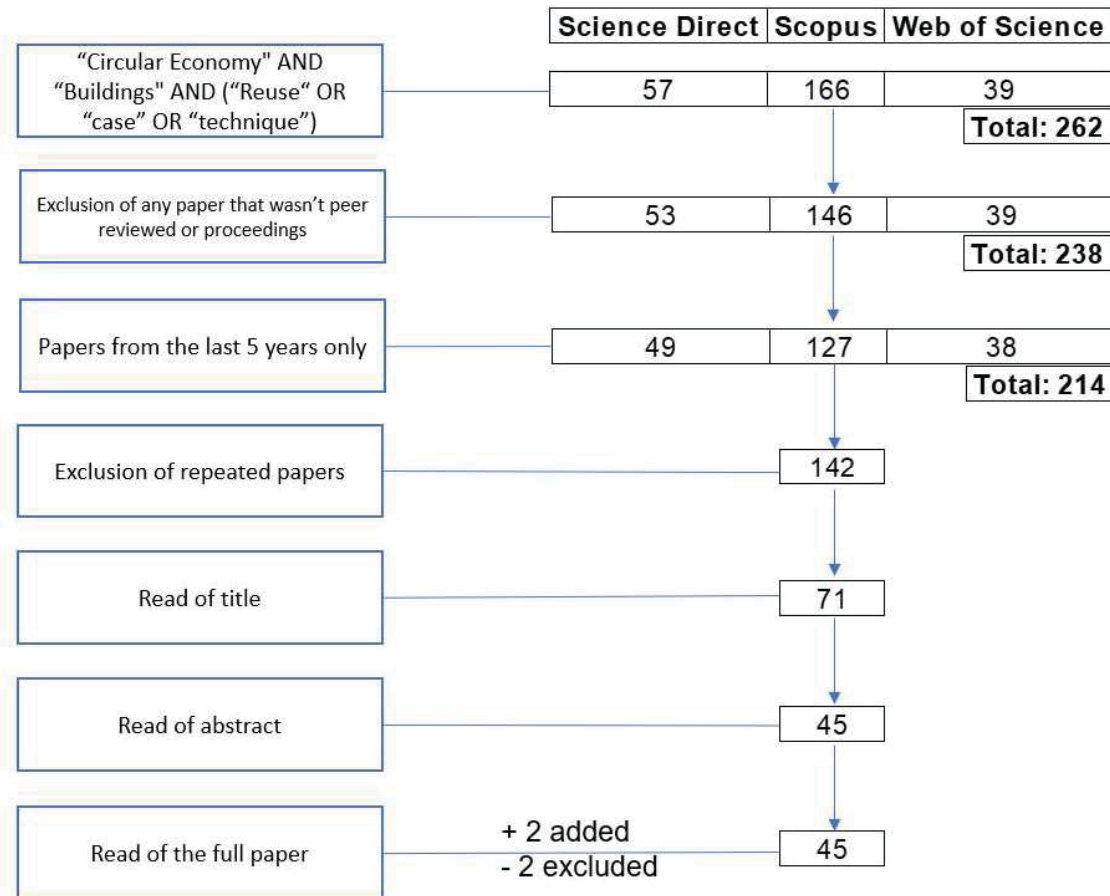 Science Direct Scopus Web of Science
“Circular Economy" AND
“Buildings" AND (“Reuse“ OR
“case” OR “technique”)
57 166 39
Total: 262
Exclusion of any paper that wasn’t peer
reviewed or proceedings
53 146 39
Total: 238
Papers from the last 5 years only
49 127 38
Total: 214
Exclusion of repeated papers
142
Read of title
71
Read of abstract
45
Read of the full paper
+ 2 added
- 2 excluded
45